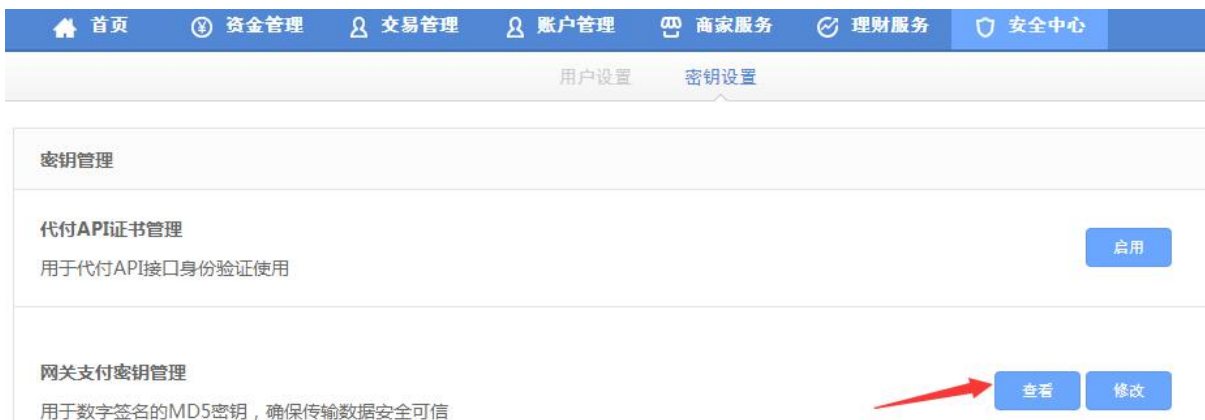 首页 资金管理 交易管理 账户管理 商家服务 理财服务 安全中心
用户设置 密钥设置
密钥管理
代付API证书管理
启用
用于代付API接口身份验证使用
网关支付密钥管理
查看 修改
用于数字签名的MD5密钥，确保传输数据安全可信